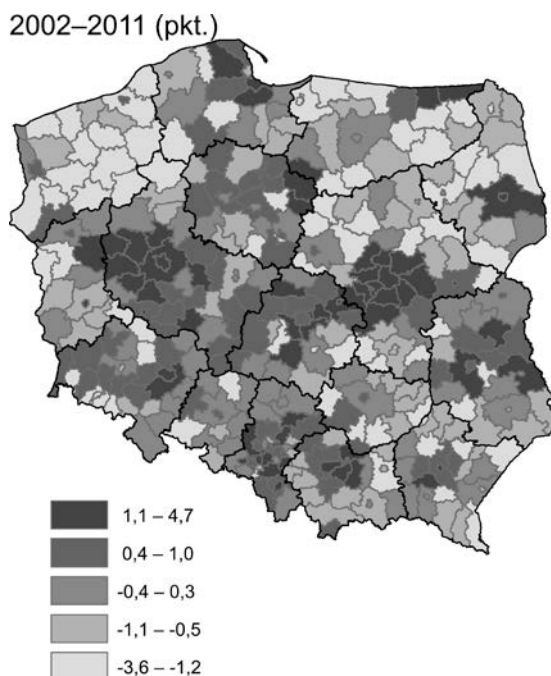 2002–2011 (pkt.)
1,1 – 4,7
0,4 – 1,0
-0,4 – 0,3
-1,1 – -0,5
-3,6 – -1,2